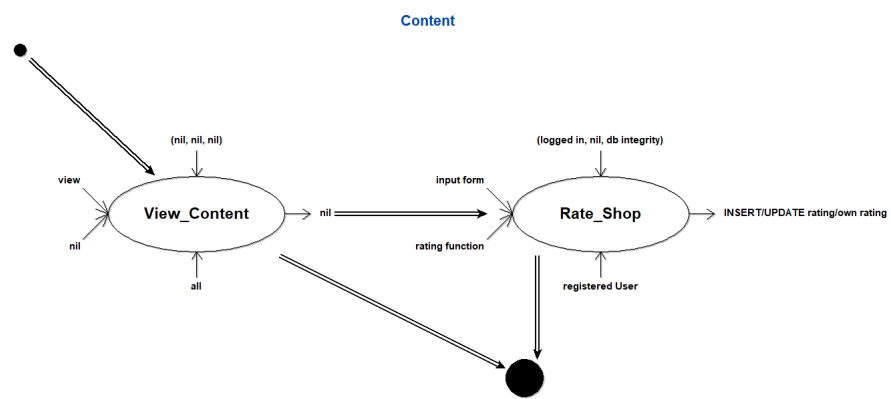 Content
(nil, nil, nil)
(logged in, nil, db integrity)
view
input form
View_Content
nil
Rate_Shop
INSERT/UPDATE rating/own rating
nil
rating function
all
registered User